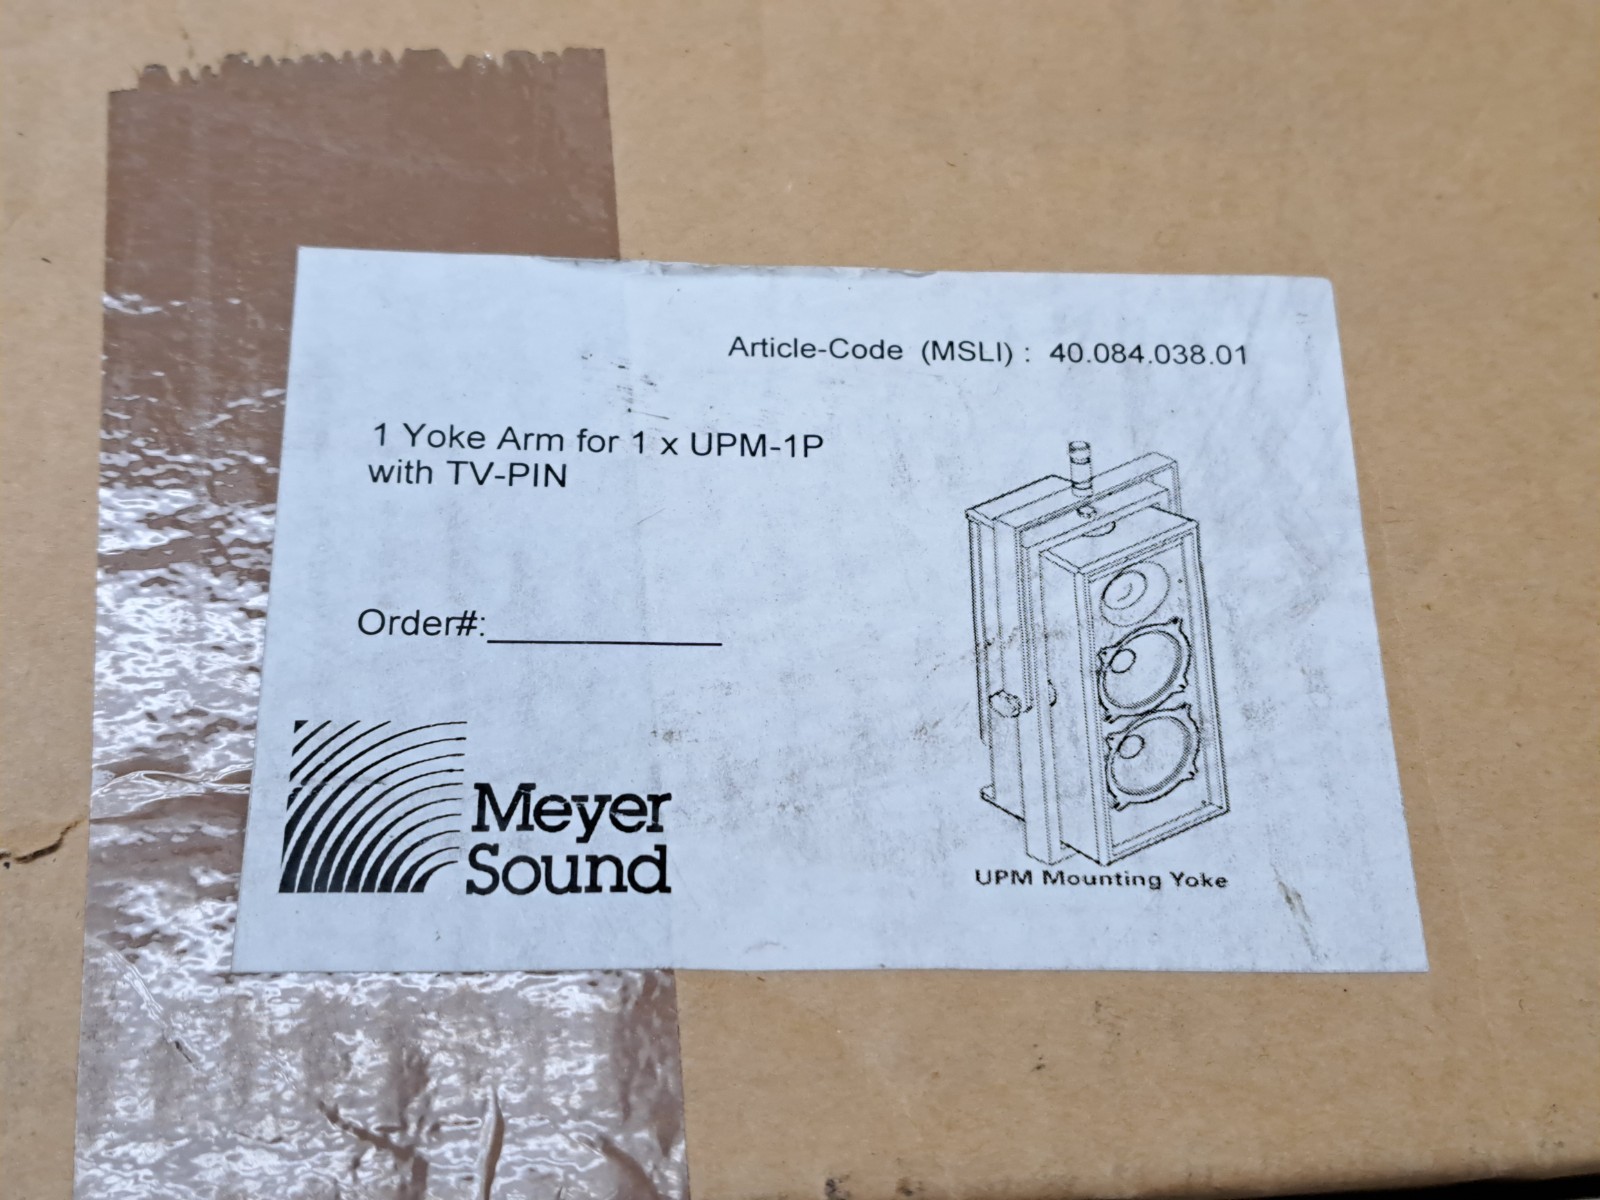 Article-Code (MSLI) : 40.084.038.01
1 Yoke Arm for 1 x UPM-1P
with TV-PIN
Order#:
Meyer
Sound
UPM Mounting Yoke